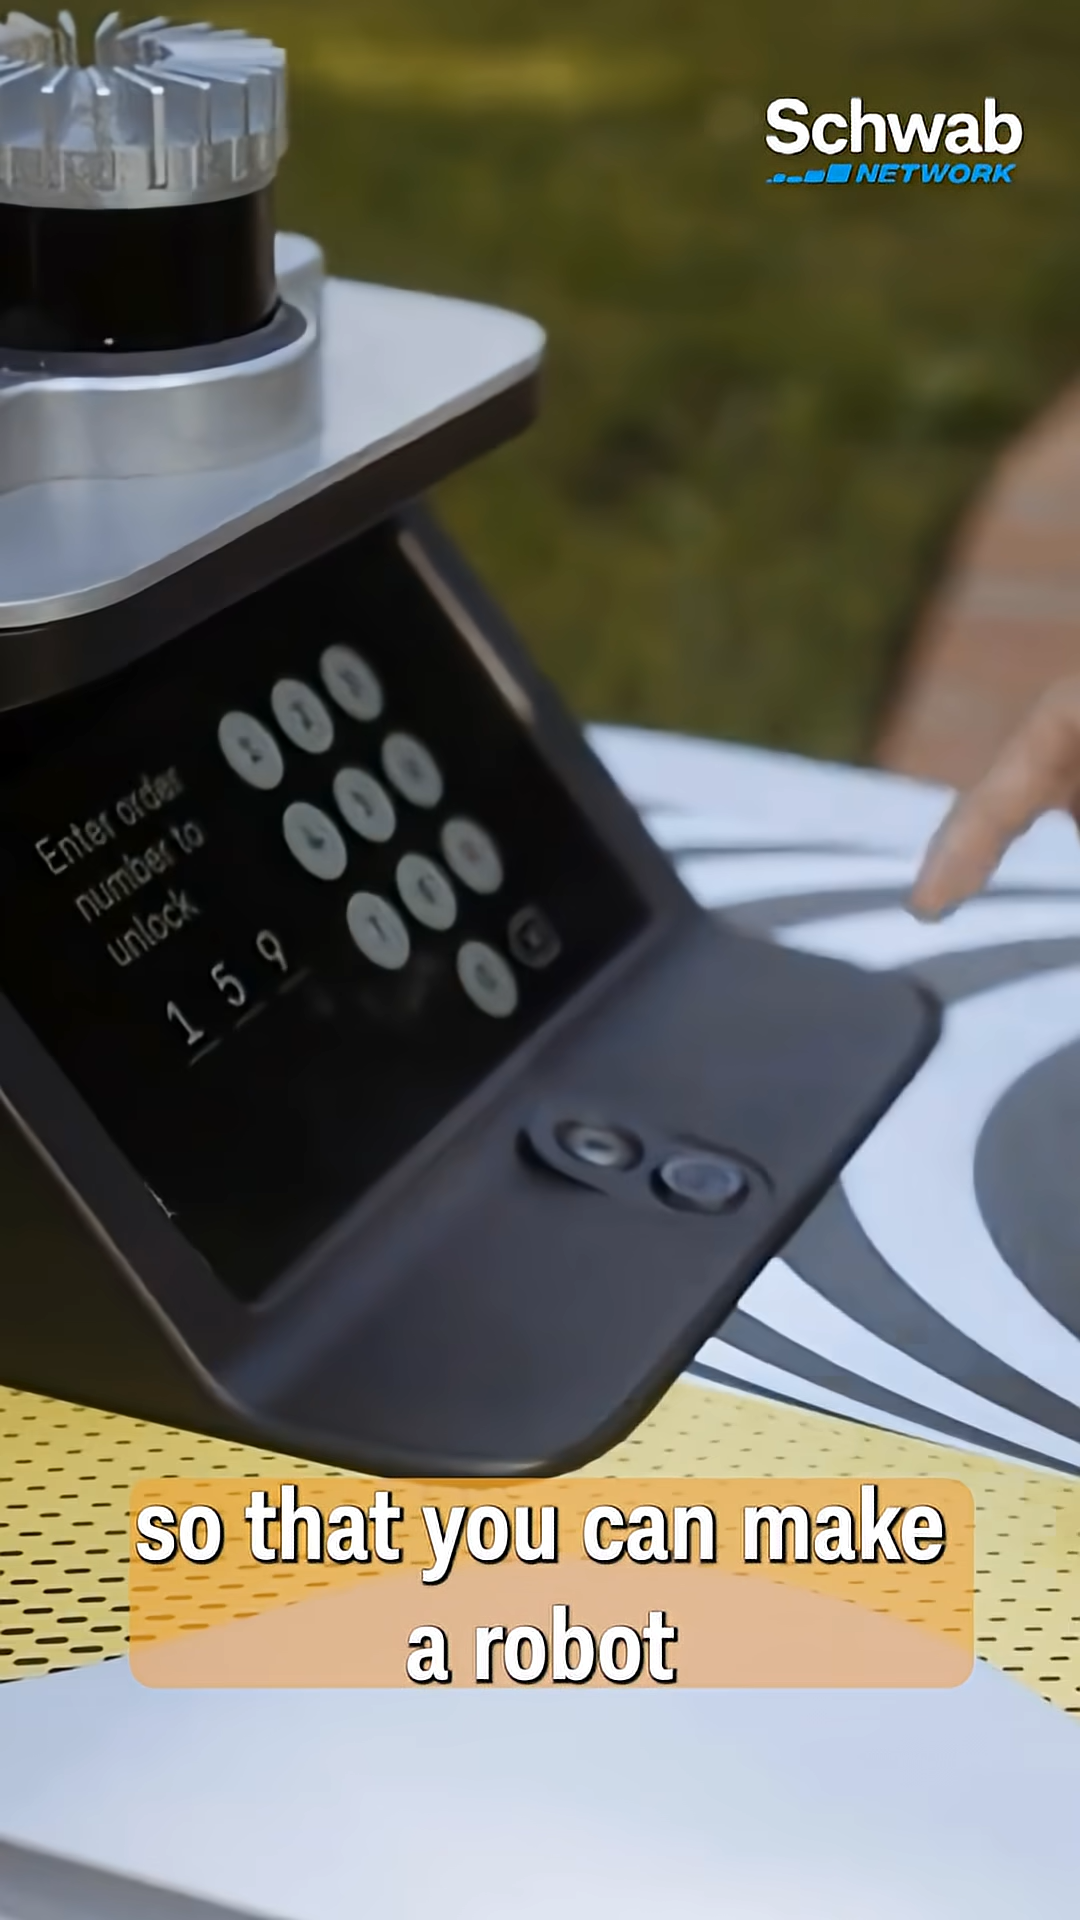 Schwab
NETWORK
Enter order
number to
unlock
1 5 9
so that you can make
a robot